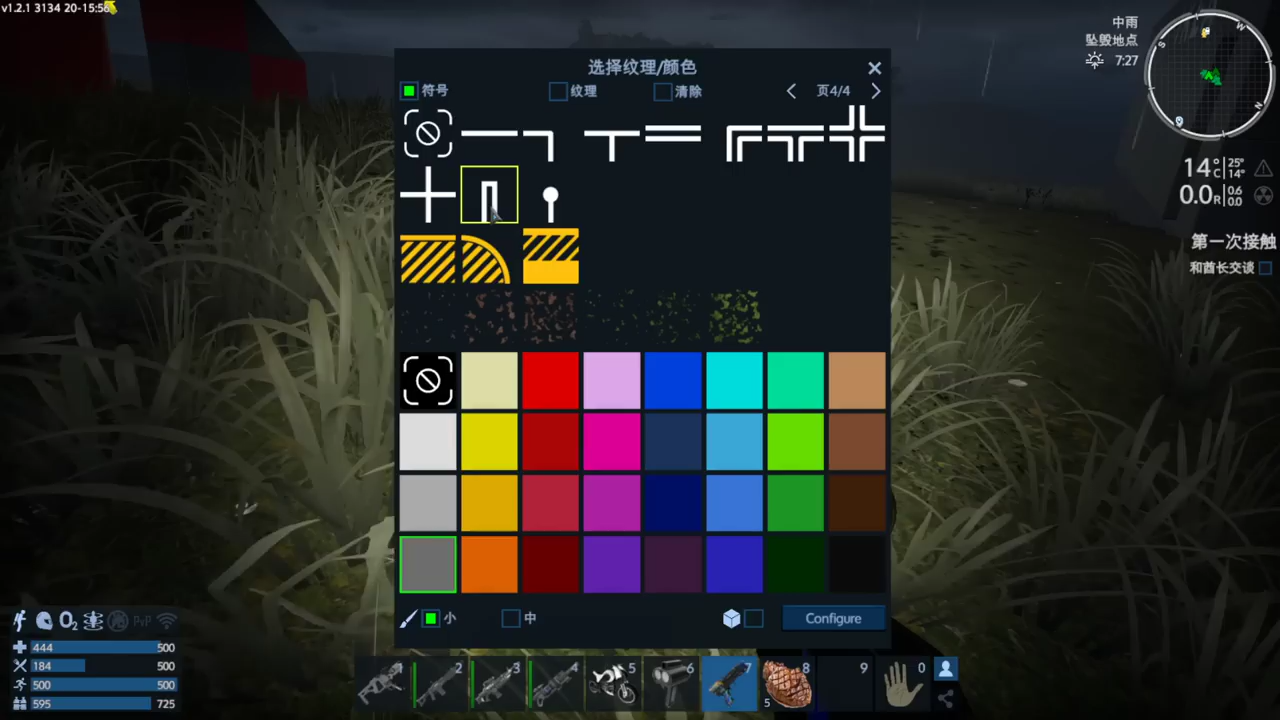 v1.2.1 3134 20-15:56
中雨
坠毁地点
7:27
14°C 25° 14°
0.0R 0.6 0.0
第一次接触
和酋长交谈
选择纹理/颜色
符号
纹理
清除
页4/4
小
中
Configure
O2
PvP
444 500
184 500
500 500
595 725
1
2
3
4
5
6
7
8
5
9
0